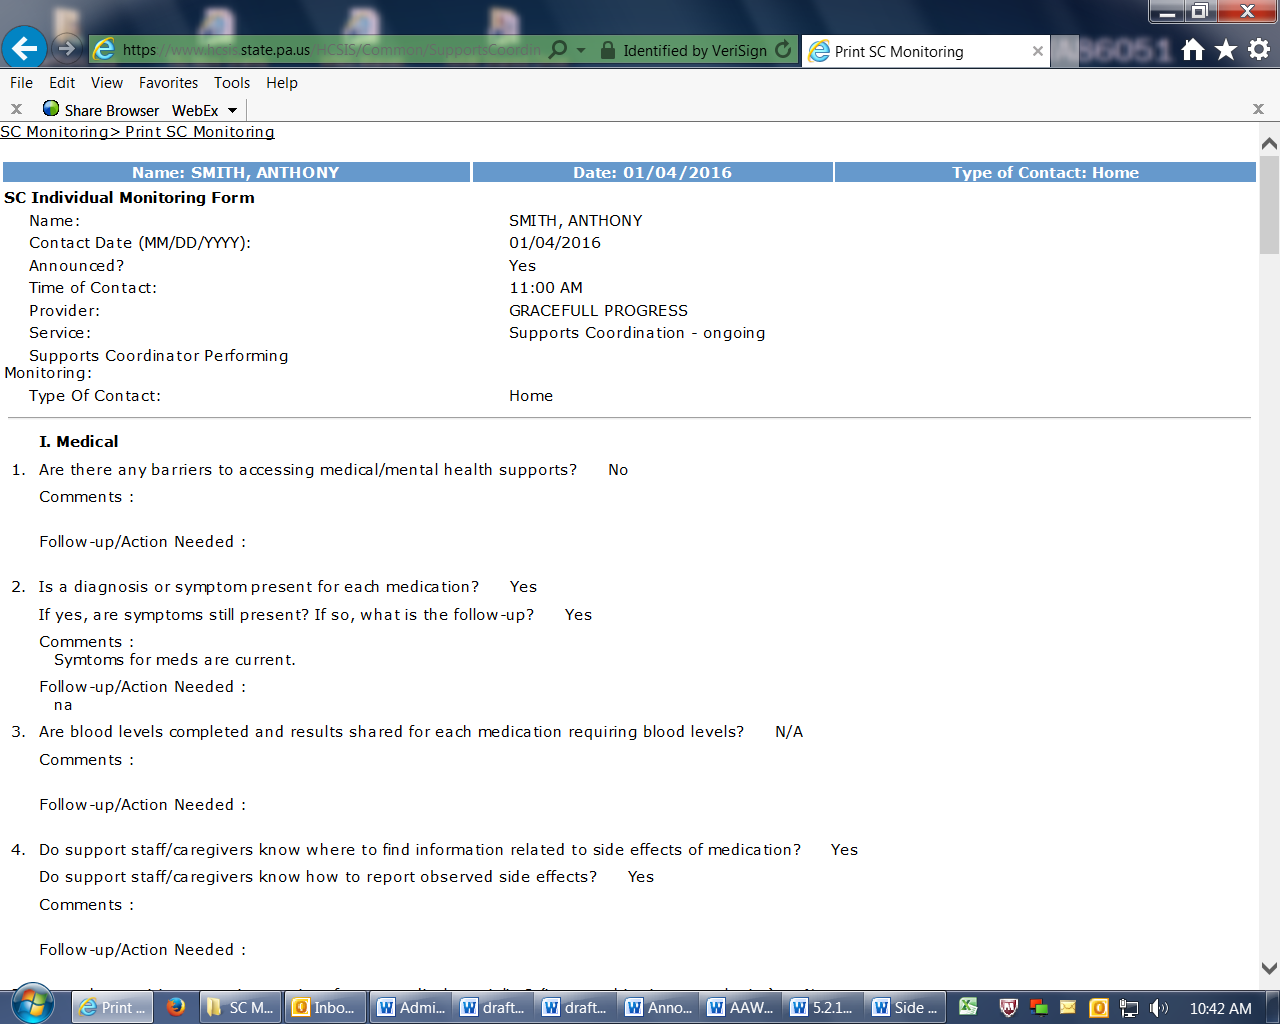 https://www.hcsis.state.pa.us/HCSIS/Common/SupportsCoordin
Identified by VeriSign
Print SC Monitoring
File Edit View Favorites Tools Help
Share Browser WebEx
SC Monitoring> Print SC Monitoring
Name: SMITH, ANTHONY Date: 01/04/2016 Type of Contact: Home
SC Individual Monitoring Form
Name: SMITH, ANTHONY
Contact Date (MM/DD/YYYY): 01/04/2016
Announced? Yes
Time of Contact: 11:00 AM
Provider: GRACEFULL PROGRESS
Service: Supports Coordination - ongoing
Supports Coordinator Performing
Monitoring:
Type Of Contact: Home
I. Medical
1. Are there any barriers to accessing medical/mental health supports? No
Comments :
Follow-up/Action Needed :
2. Is a diagnosis or symptom present for each medication? Yes
If yes, are symptoms still present? If so, what is the follow-up? Yes
Comments :
Symtoms for meds are current.
Follow-up/Action Needed :
na
3. Are blood levels completed and results shared for each medication requiring blood levels? N/A
Comments :
Follow-up/Action Needed :
4. Do support staff/caregivers know where to find information related to side effects of medication? Yes
Do support staff/caregivers know how to report observed side effects? Yes
Comments :
Follow-up/Action Needed :
Print ... SC M... Inbo... Admi... draft... draft... Anno... AAW... 5.2.1... Side ... 10:42 AM